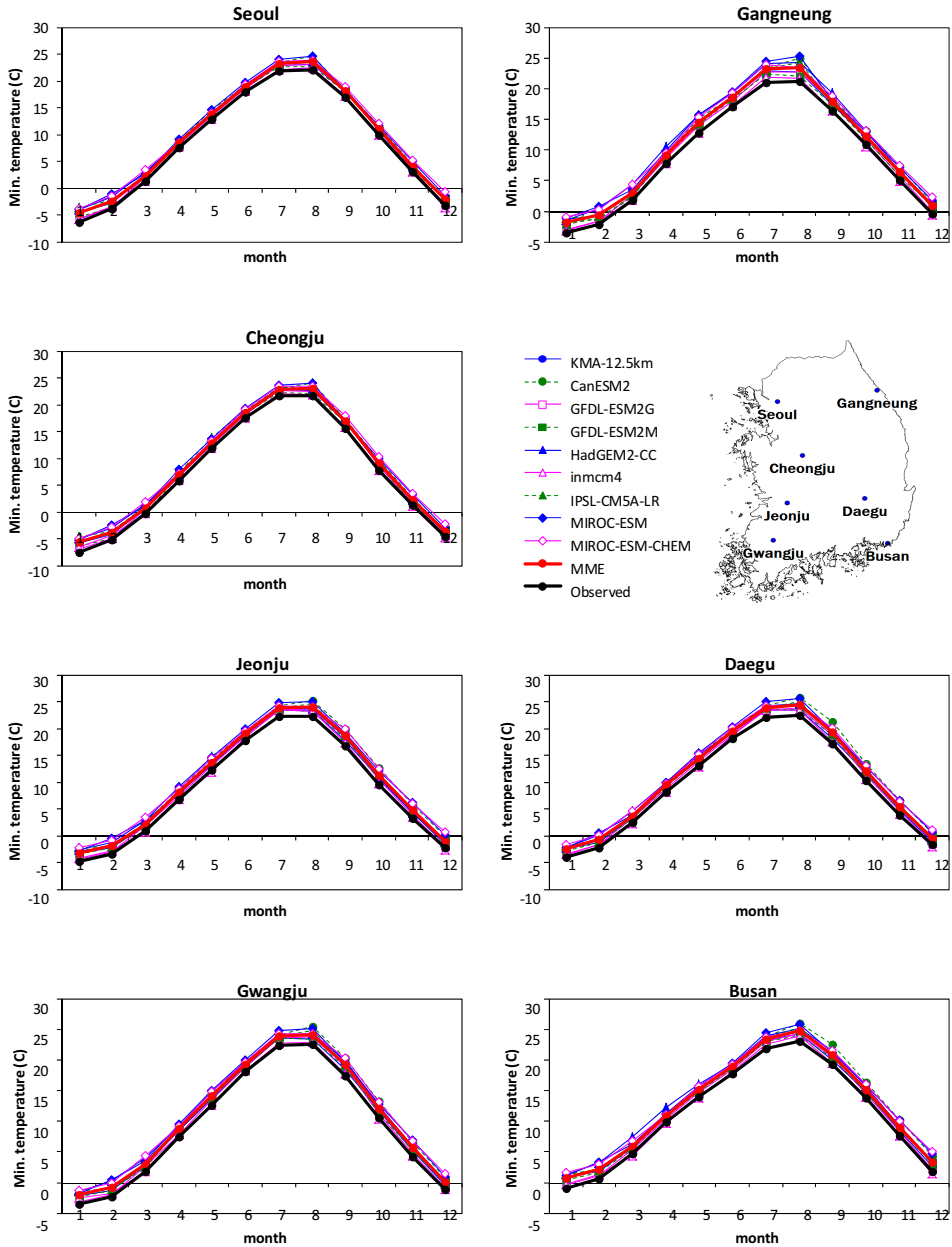 Seoul
Min. temperature (C)
30
25
20
15
10
5
0
-5
-10
1 2 3 4 5 6 7 8 9 10 11 12
month
Gangneung
Min. temperature (C)
30
25
20
15
10
5
0
-5
1 2 3 4 5 6 7 8 9 10 11 12
month
Cheongju
Min. temperature (C)
30
20
10
0
-10
1 2 3 4 5 6 7 8 9 10 11 12
month
KMA-12.5km
CanESM2
GFDL-ESM2G
GFDL-ESM2M
HadGEM2-CC
inmcm4
IPSL-CM5A-LR
MIROC-ESM
MIROC-ESM-CHEM
MME
Observed
Seoul
Gangneung
Cheongju
Jeonju
Daegu
Gwangju
Busan
Jeonju
Min. temperature (C)
30
25
20
15
10
5
0
-5
-10
1 2 3 4 5 6 7 8 9 10 11 12
month
Daegu
Min. temperature (C)
30
25
20
15
10
5
0
-5
-10
1 2 3 4 5 6 7 8 9 10 11 12
month
Gwangju
Min. temperature (C)
30
25
20
15
10
5
0
-5
1 2 3 4 5 6 7 8 9 10 11 12
month
Busan
Min. temperature (C)
30
25
20
15
10
5
0
-5
1 2 3 4 5 6 7 8 9 10 11 12
month